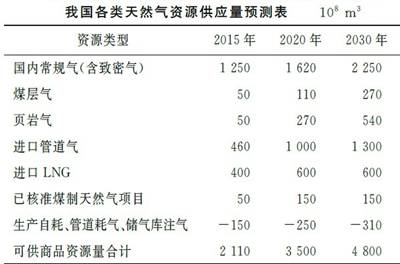 我国各类天然气资源供应量预测表 10⁸ m³
资源类型 2015 年 2020 年 2030 年
国内常规气(含致密气) 1 250 1 620 2 250
煤层气 50 110 270
页岩气 50 270 540
进口管道气 460 1 000 1 300
进口 LNG 400 600 600
已核准煤制天然气项目 50 150 150
生产自耗、管道耗气、储气库注气 -150 -250 -310
可供商品资源量合计 2 110 3 500 4 800